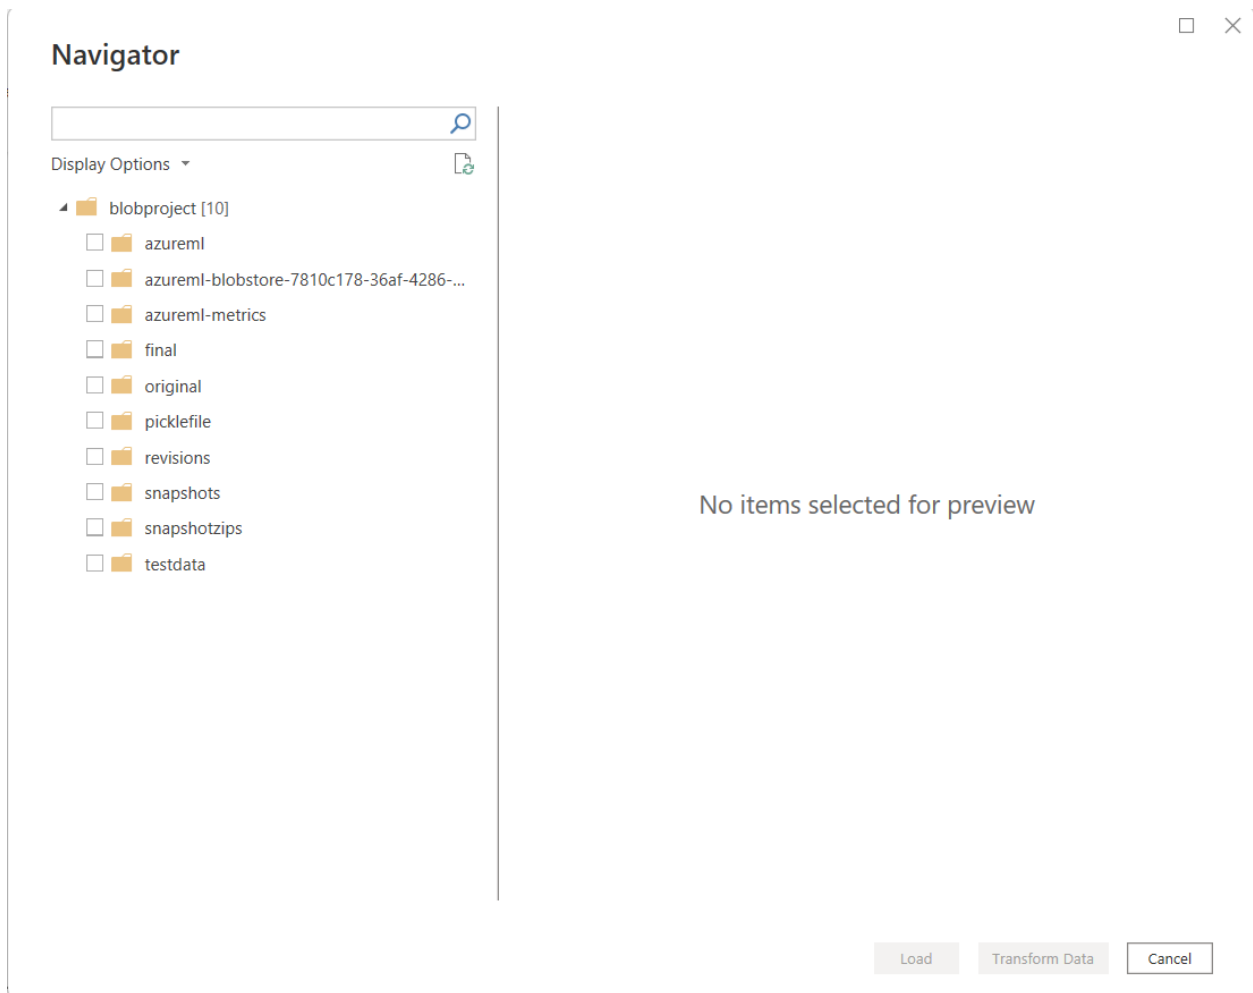 Navigator
Display Options
blobproject [10]
azureml
azureml-blobstore-7810c178-36af-4286-...
azureml-metrics
final
original
picklefile
revisions
snapshots
snapshotzips
testdata
No items selected for preview
Load
Transform Data
Cancel